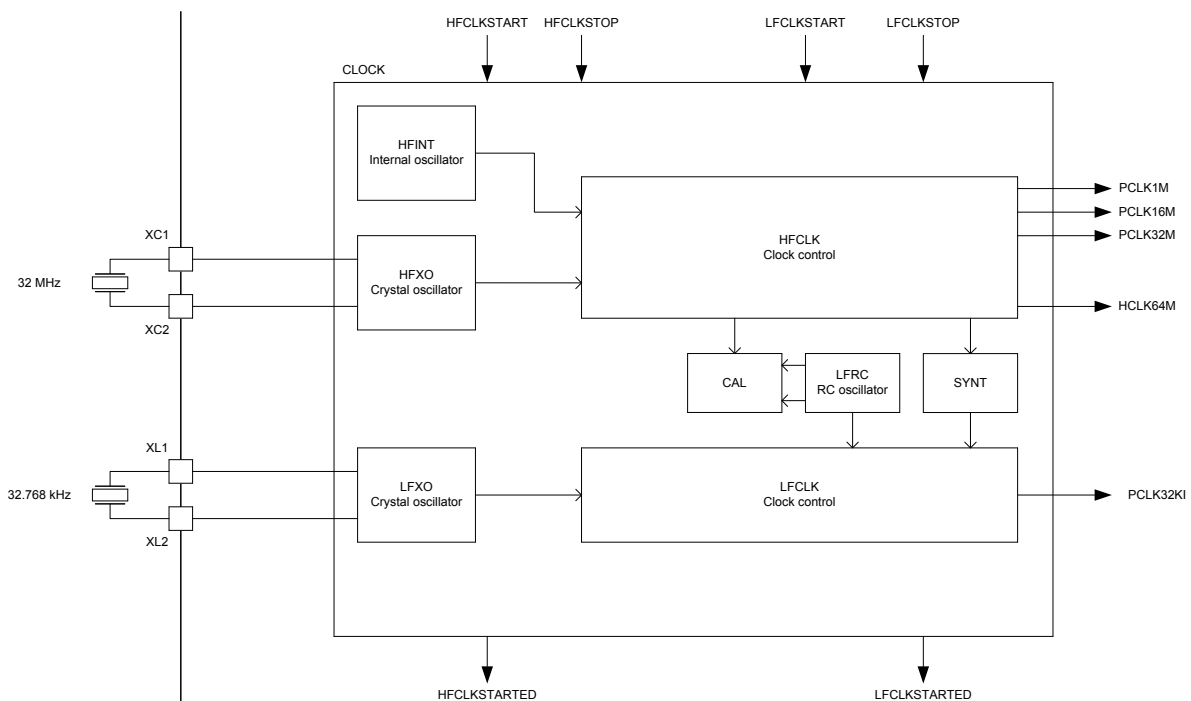 HFCLKSTART
HFCLKSTOP
LFCLKSTART
LFCLKSTOP
CLOCK
HFINT
Internal oscillator
PCLK1M
PCLK16M
PCLK32M
HFCLK
Clock control
XC1
32 MHz
XC2
HFXO
Crystal oscillator
HCLK64M
CAL
LFRC
RC oscillator
SYNT
XL1
32.768 kHz
XL2
LFXO
Crystal oscillator
LFCLK
Clock control
PCLK32KI
HFCLKSTARTED
LFCLKSTARTED